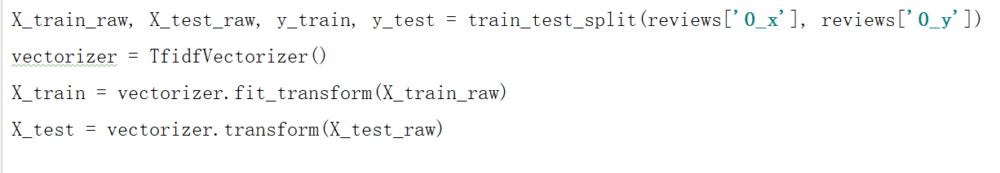 X_train_raw, X_test_raw, y_train, y_test = train_test_split(reviews['0_x'], reviews['0_y'])
vectorizer = TfidfVectorizer()
X_train = vectorizer.fit_transform(X_train_raw)
X_test = vectorizer.transform(X_test_raw)